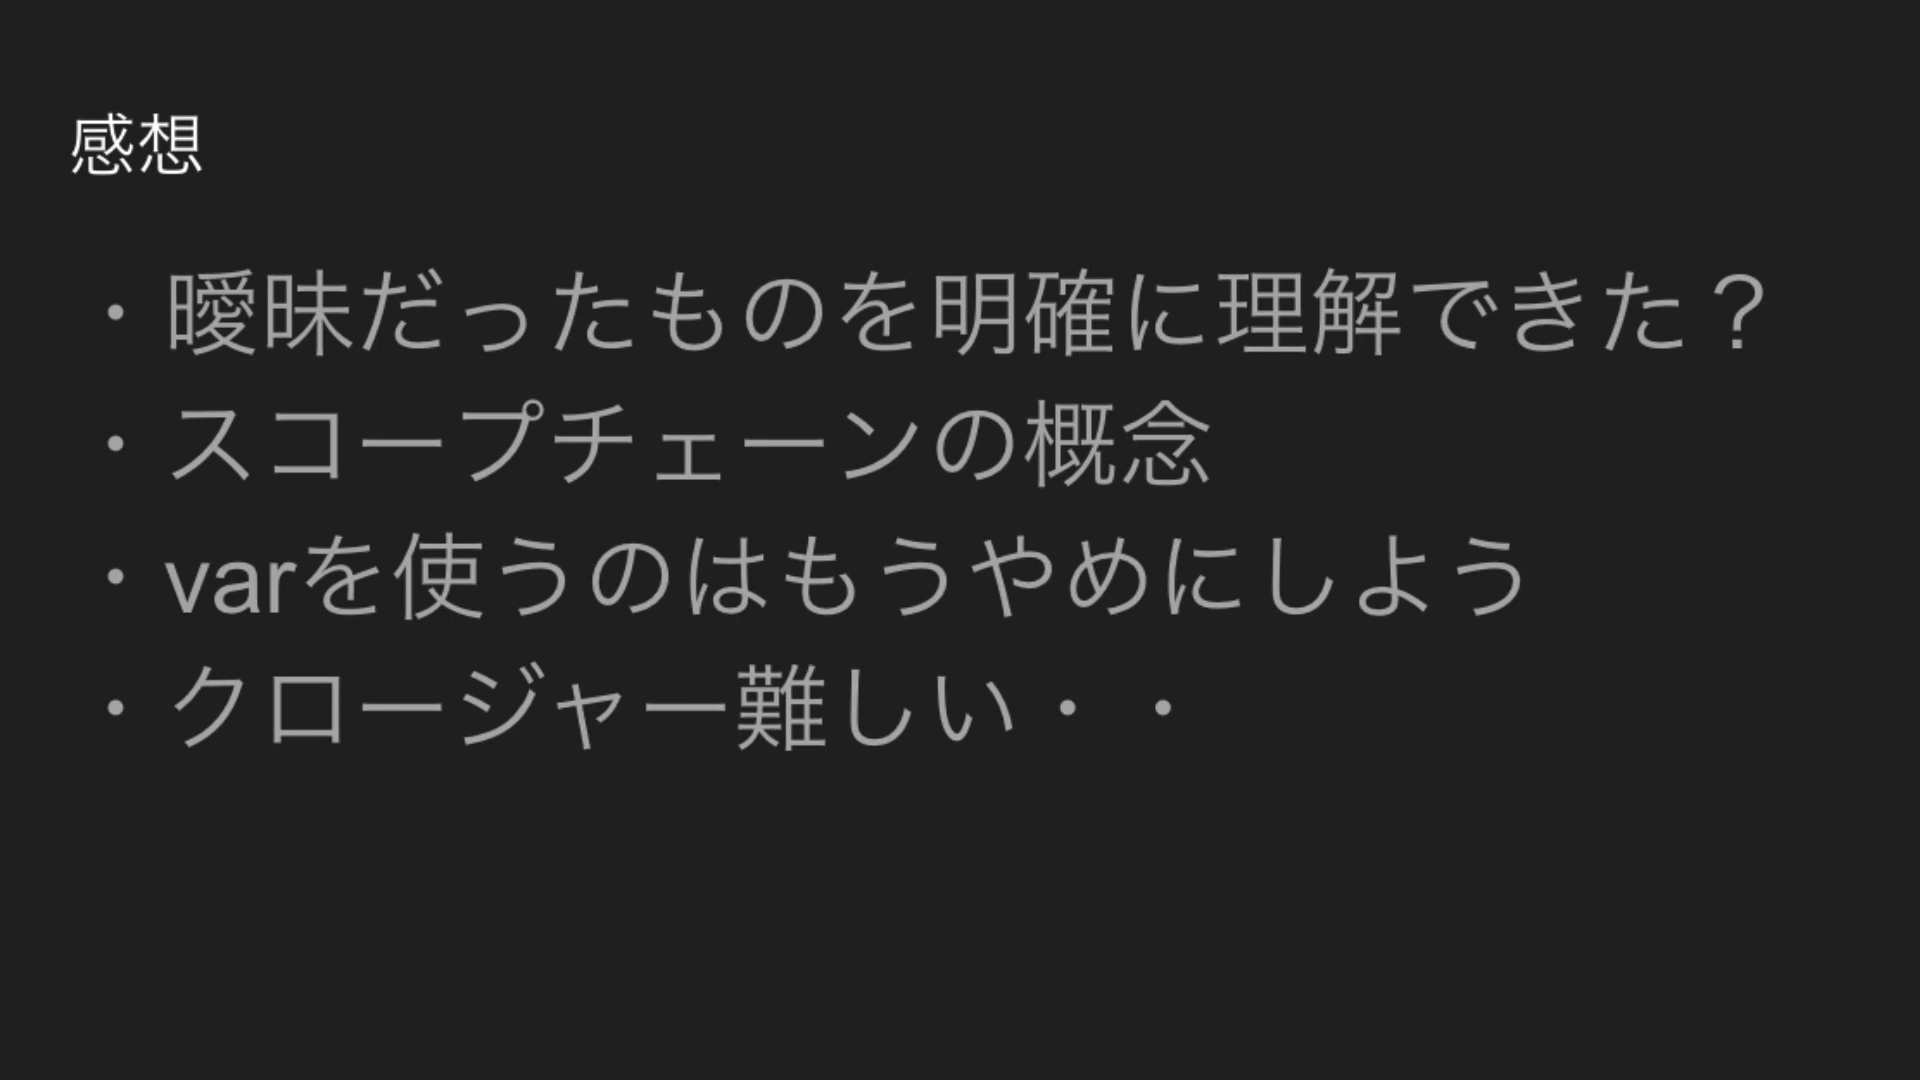 感想
・曖昧だったものを明確に理解できた？
・スコープチェーンの概念
・varを使うのはもうやめにしよう
・クロージャー難しい・・